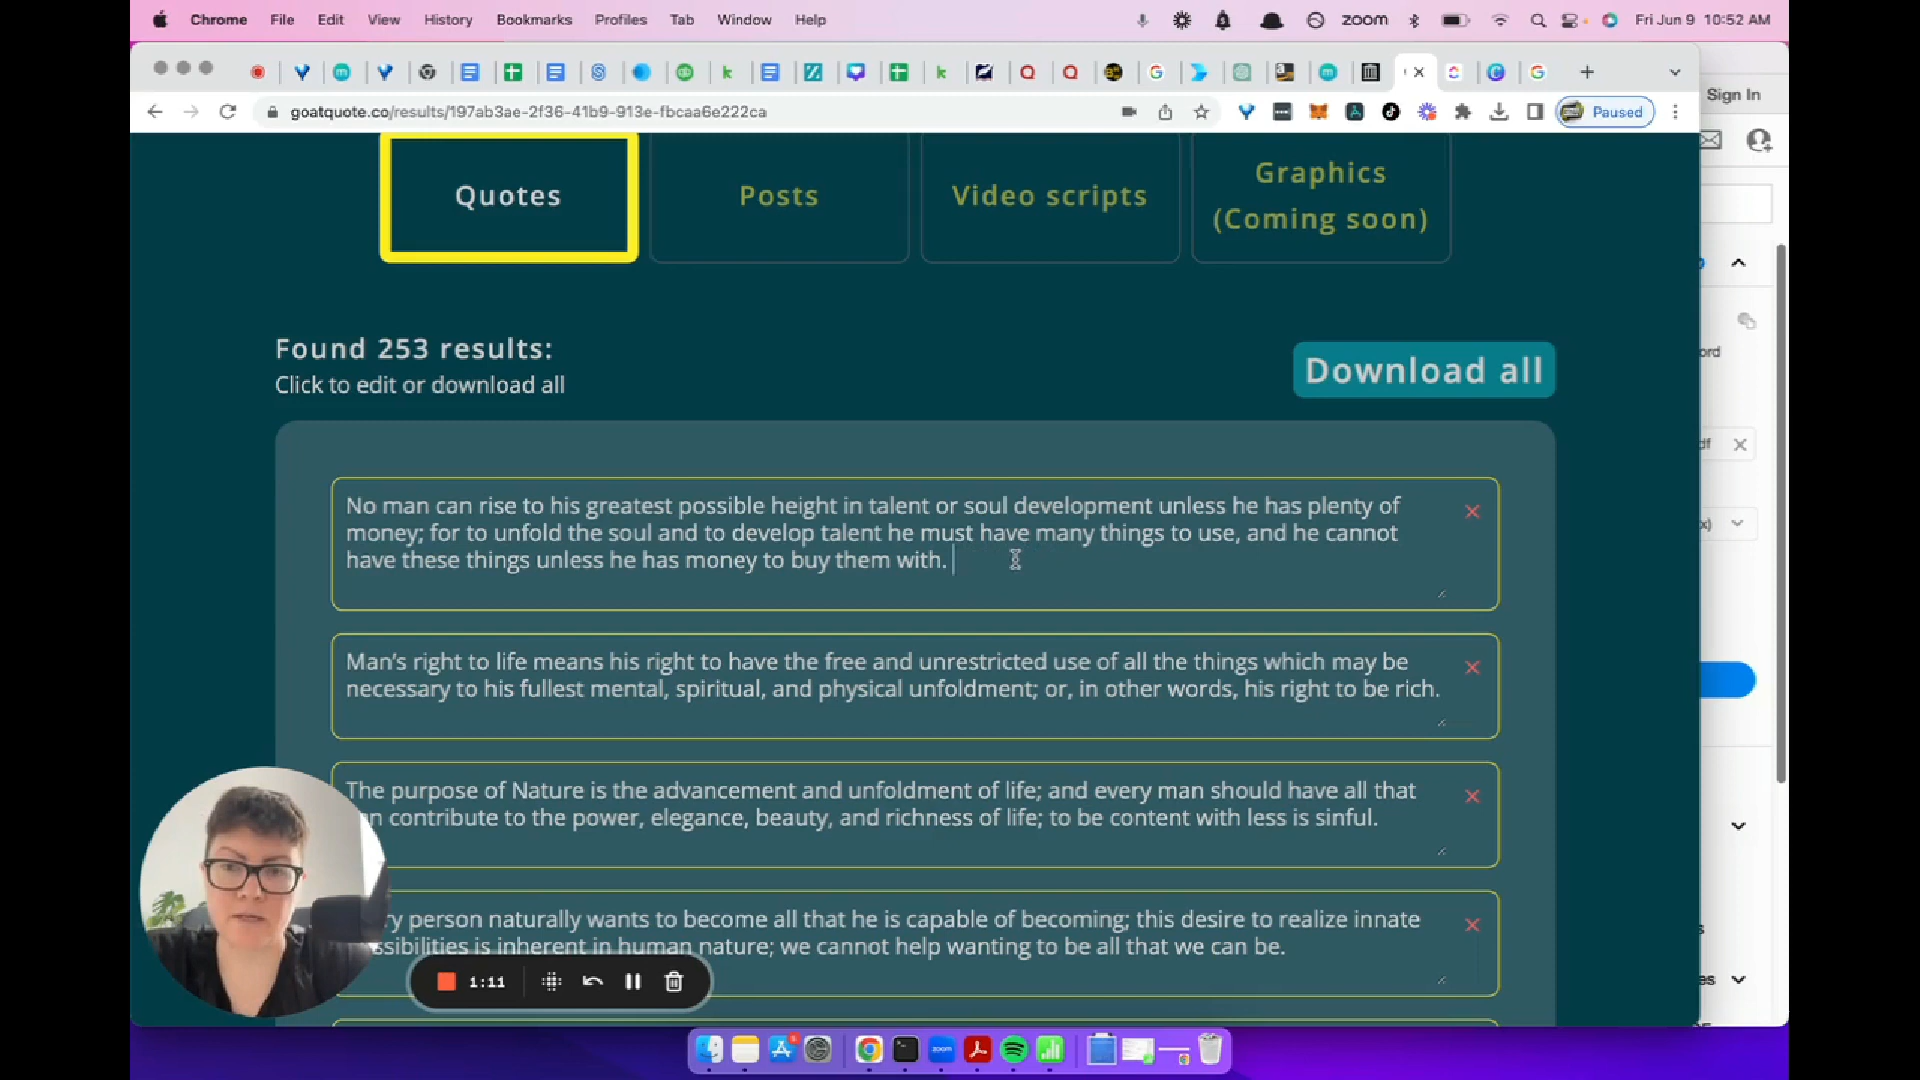 Chrome File Edit View History Bookmarks Profiles Tab Window Help zoom Fri Jun 9 10:52 AM
Sign In
goatquote.co/results/197ab3ae-2f36-41b9-913e-fbcaa6e222ca Paused
Quotes
Posts
Video scripts
Graphics
(Coming soon)
Found 253 results:
Click to edit or download all
Download all
No man can rise to his greatest possible height in talent or soul development unless he has plenty of
money; for to unfold the soul and to develop talent he must have many things to use, and he cannot
have these things unless he has money to buy them with.
Man's right to life means his right to have the free and unrestricted use of all the things which may be
necessary to his fullest mental, spiritual, and physical unfoldment; or, in other words, his right to be rich.
The purpose of Nature is the advancement and unfoldment of life; and every man should have all that
contribute to the power, elegance, beauty, and richness of life; to be content with less is sinful.
person naturally wants to become all that he is capable of becoming; this desire to realize innate
ssibilities is inherent in human nature; we cannot help wanting to be all that we can be.
1:11
zoom